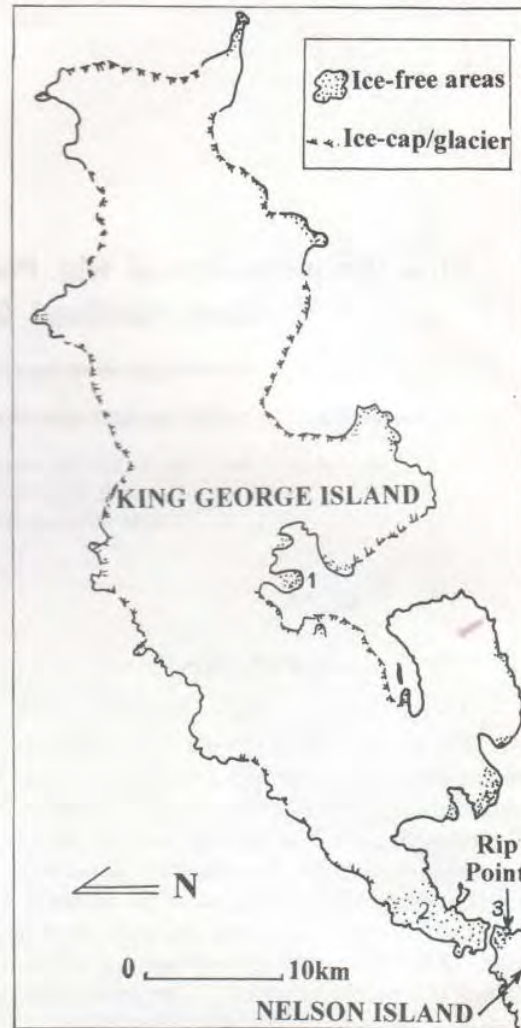 Ice-free areas
Ice-cap/glacier
KING GEORGE ISLAND
1
2
Rip
Point
3
N
0 10km
NELSON ISLAND